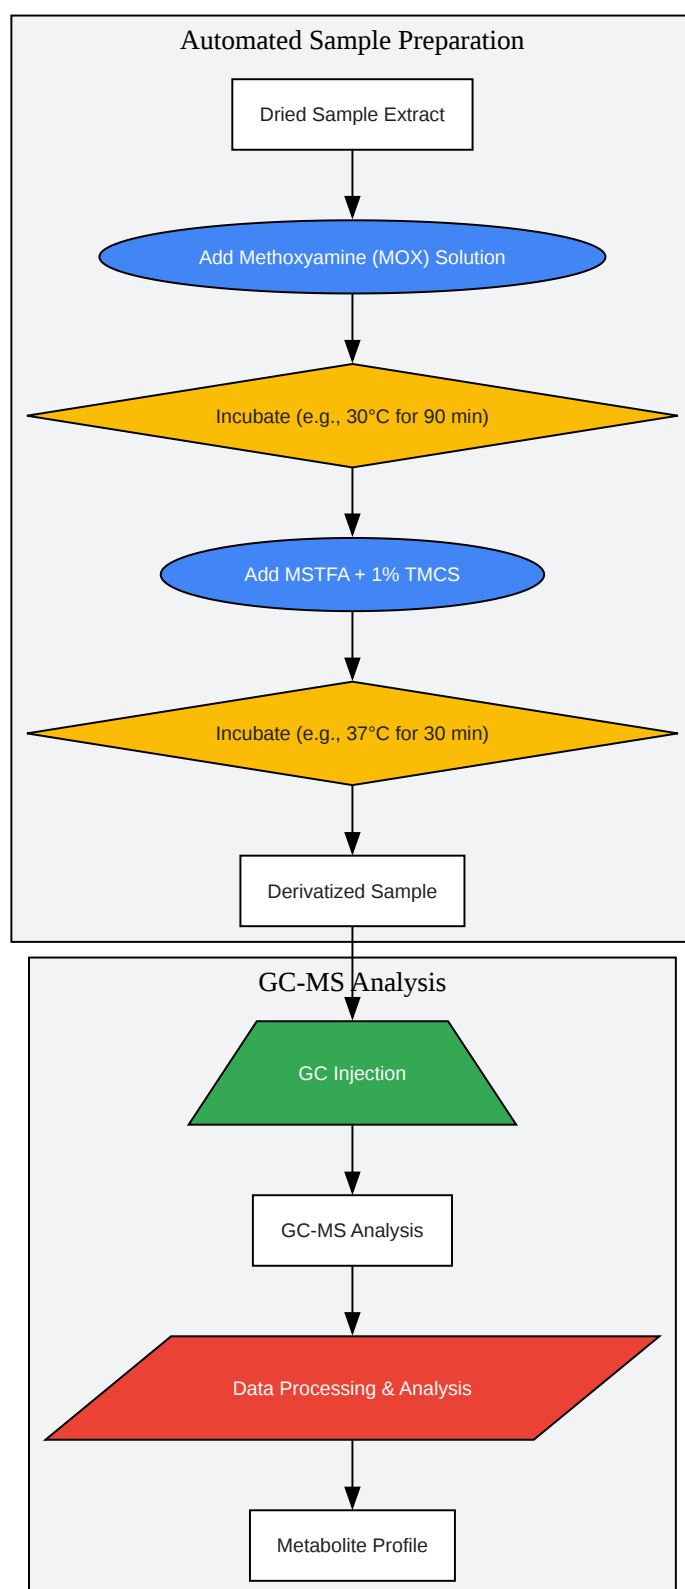 Automated Sample Preparation
Dried Sample Extract
Add Methoxyamine (MOX) Solution
Incubate (e.g., 30°C for 90 min)
Add MSTFA + 1% TMCS
Incubate (e.g., 37°C for 30 min)
Derivatized Sample
GC-MS Analysis
GC Injection
GC-MS Analysis
Data Processing & Analysis
Metabolite Profile